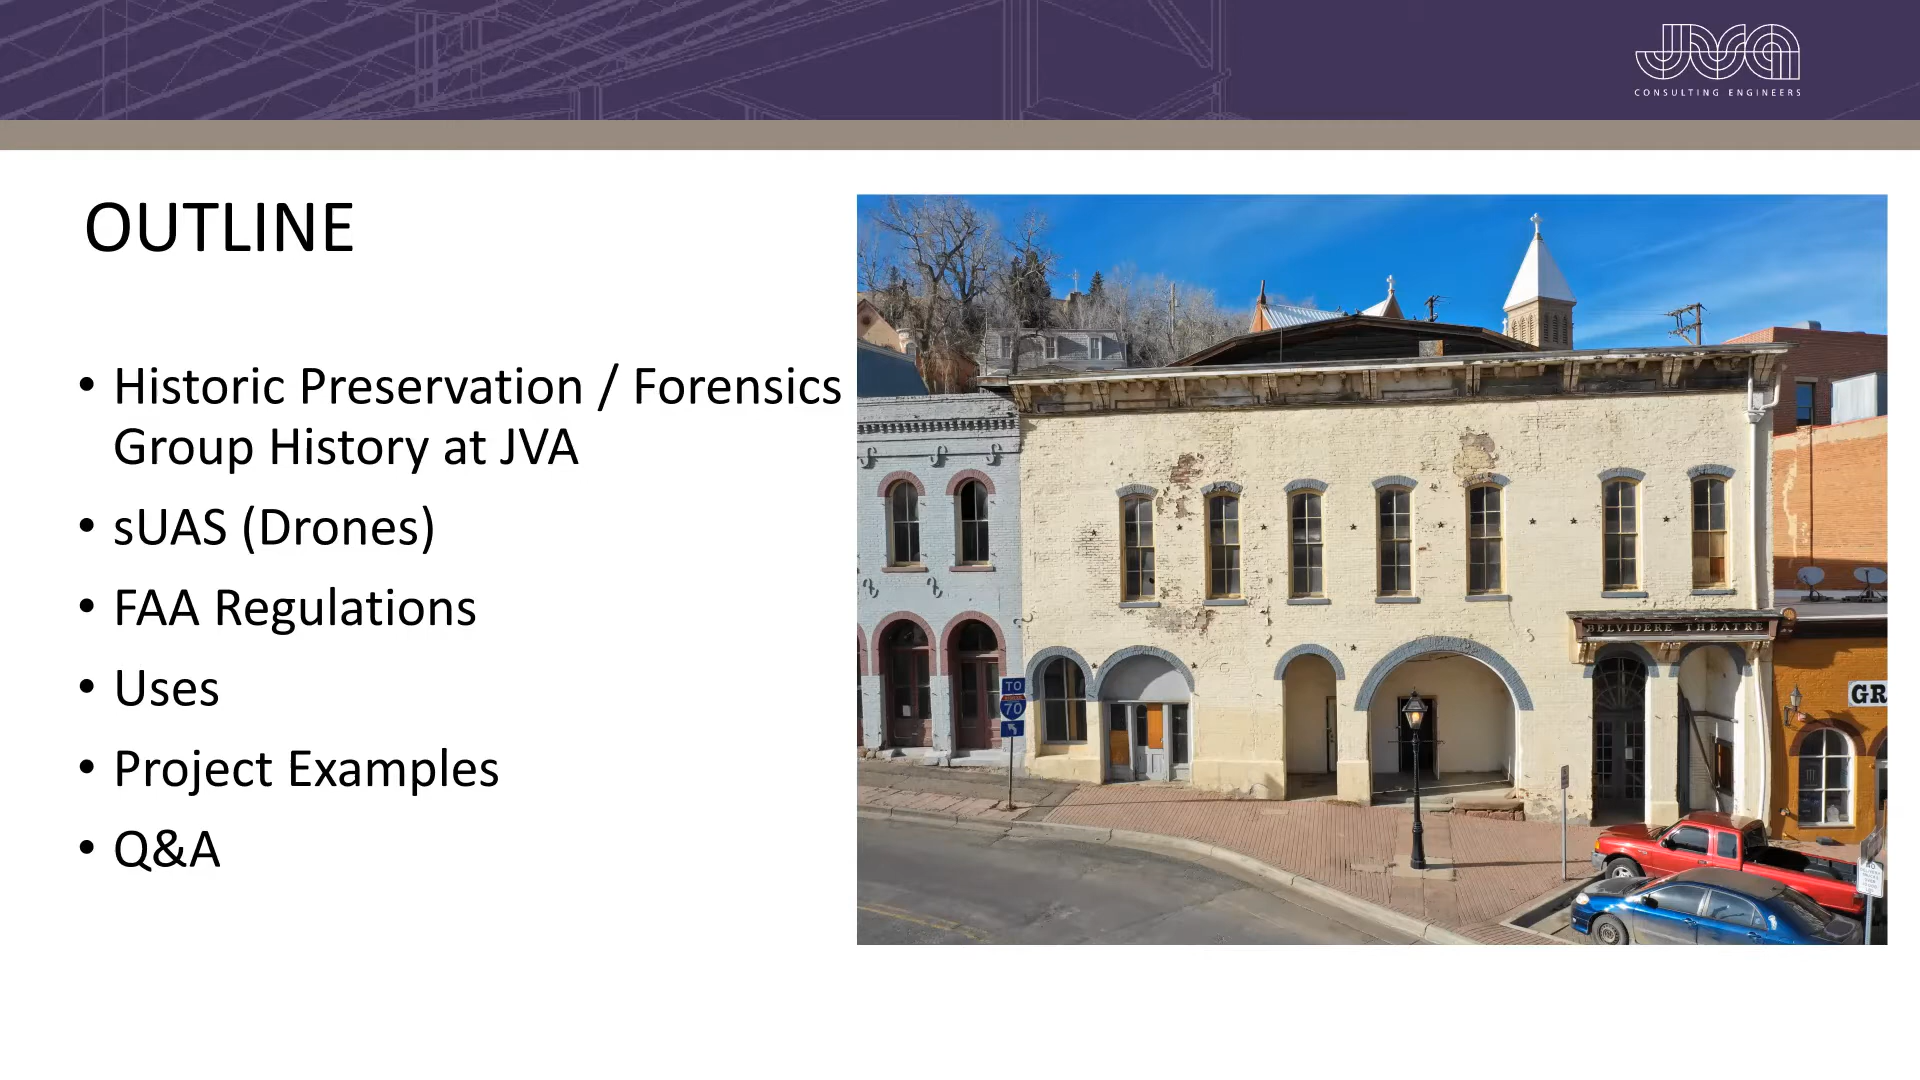 JVA
CONSULTING ENGINEERS
OUTLINE
• Historic Preservation / Forensics
Group History at JVA
• sUAS (Drones)
• FAA Regulations
• Uses
• Project Examples
• Q&A
BELVIDERE THEATRE
TO
70
GR